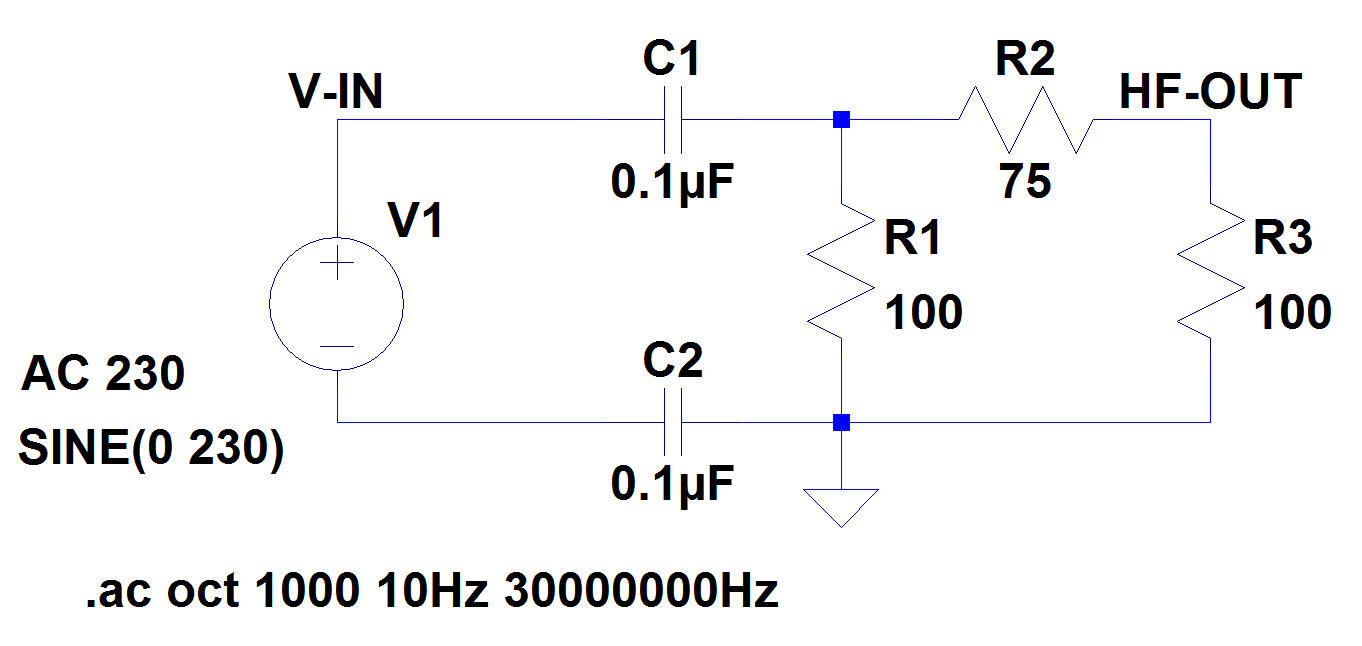 C1
R2
V-IN
HF-OUT
0.1µF
75
V1
R1
R3
100
100
C2
AC 230
SINE(0 230)
0.1µF
.ac oct 1000 10Hz 30000000Hz